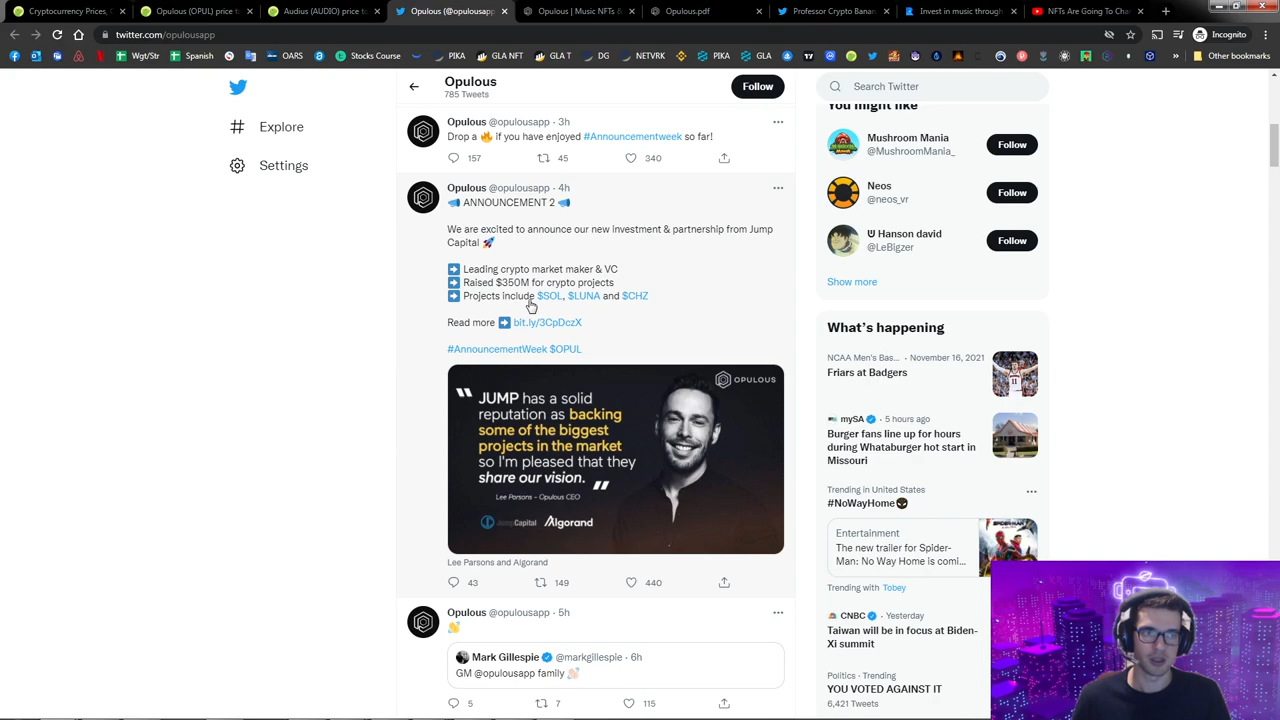 Cryptocurrency Prices, D
Opulous (OPUL) price t
Audius (AUDIO) price t
Opulous (@opulousapp
Opulous | Music NFTs &
Opulous.pdf
Professor Crypto Banan
Invest in music through
NFTs Are Going To Cha
twitter.com/opulousapp
Incognito
Wgt/Str
Spanish
OARS
Stocks Course
PIKA
GLA NFT
GLA T
DG
NETVRK
PIKA
GLA
Other bookmarks
Opulous
785 Tweets
Follow
Search Twitter
Explore
Settings
Opulous @opulousapp · 3h
Drop a 🔥 if you have enjoyed #Announcementweek so far!
157 45 340
Opulous @opulousapp · 4h
📣 ANNOUNCEMENT 2 📣
We are excited to announce our new investment & partnership from Jump
Capital 🚀
➡️ Leading crypto market maker & VC
➡️ Raised $350M for crypto projects
➡️ Projects include $SOL, $LUNA and $CHZ
Read more ➡️ bit.ly/3CpDczX
#AnnouncementWeek $OPUL
OPULOUS
JUMP has a solid
reputation as backing
some of the biggest
projects in the market
so I'm pleased that they
share our vision.
Lee Parsons - Opulous CEO
JumpCapital Algorand
Lee Parsons and Algorand
43 149 440
Opulous @opulousapp · 5h
👏
Mark Gillespie @markgillespie · 6h
GM @opulousapp family 👏🏻
5 7 115
You might like
Mushroom Mania
@MushroomMania_
Follow
Neos
@neos_vr
Follow
Ψ Hanson david
@LeBigzer
Follow
Show more
What's happening
NCAA Men's Bas... · November 16, 2021
Friars at Badgers
mySA · 5 hours ago
Burger fans line up for hours
during Whataburger hot start in
Missouri
Trending in United States
#NoWayHome
Entertainment
The new trailer for Spider-
Man: No Way Home is comi...
Trending with Tobey
CNBC · Yesterday
Taiwan will be in focus at Biden-
Xi summit
Politics · Trending
YOU VOTED AGAINST IT
6,421 Tweets